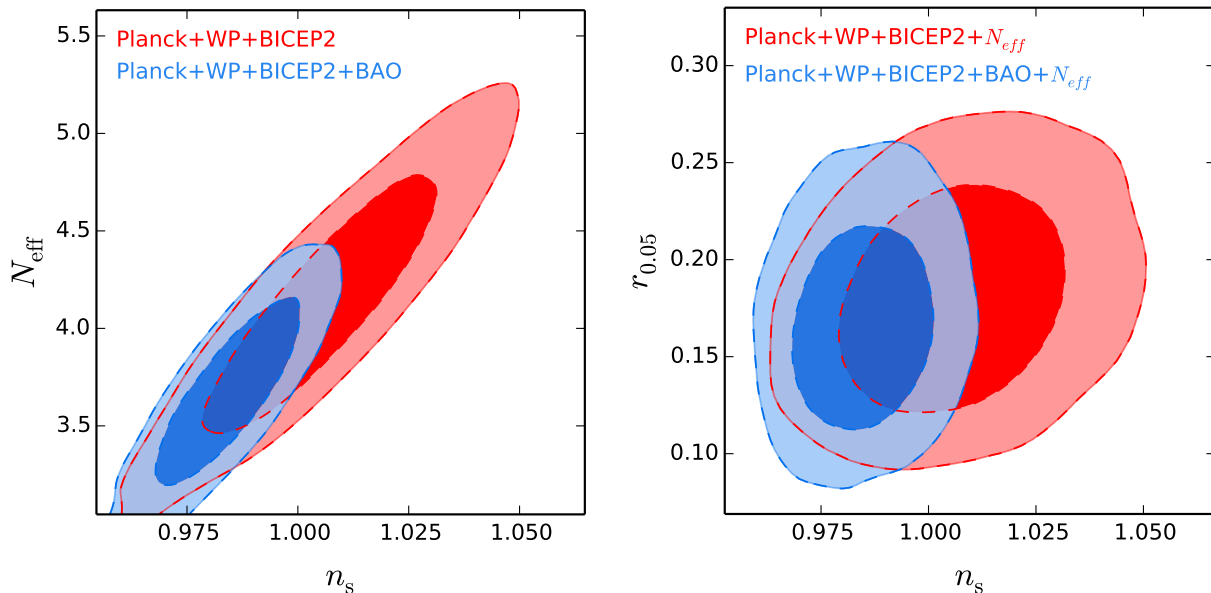 Planck+WP+BICEP2
Planck+WP+BICEP2+BAO
5.5
5.0
4.5
4.0
3.5
N_eff
0.975
1.000
1.025
1.050
n_s
Planck+WP+BICEP2+N_eff
Planck+WP+BICEP2+BAO+N_eff
0.30
0.25
0.20
0.15
0.10
r_0.05
0.975
1.000
1.025
1.050
n_s